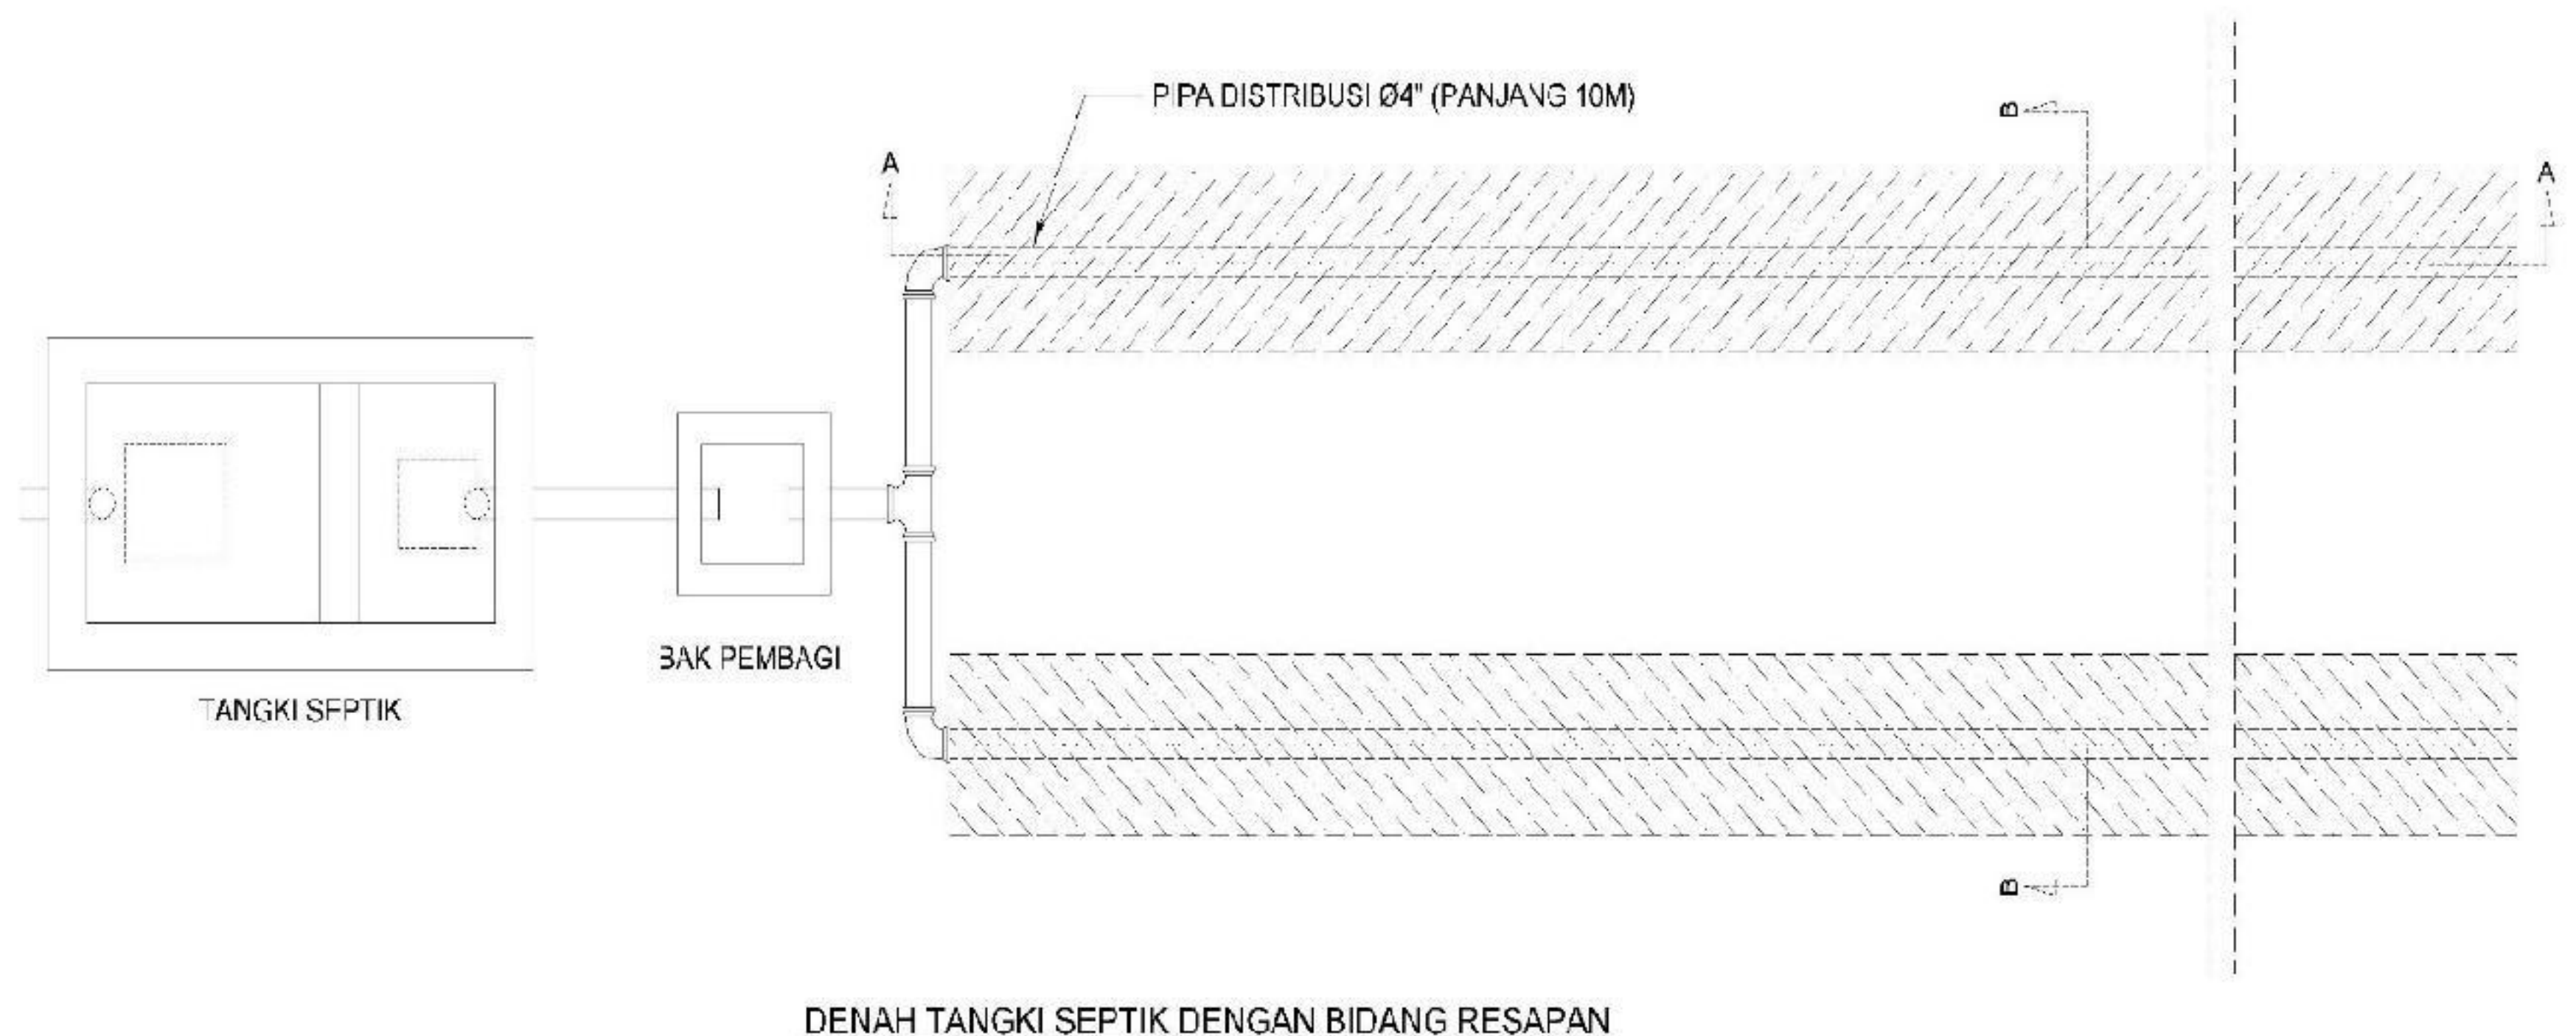 PIPA DISTRIBUSI Ø4" (PANJANG 10M)
B
A
A
TANGKI SEPTIK
BAK PEMBAGI
B
DENAH TANGKI SEPTIK DENGAN BIDANG RESAPAN